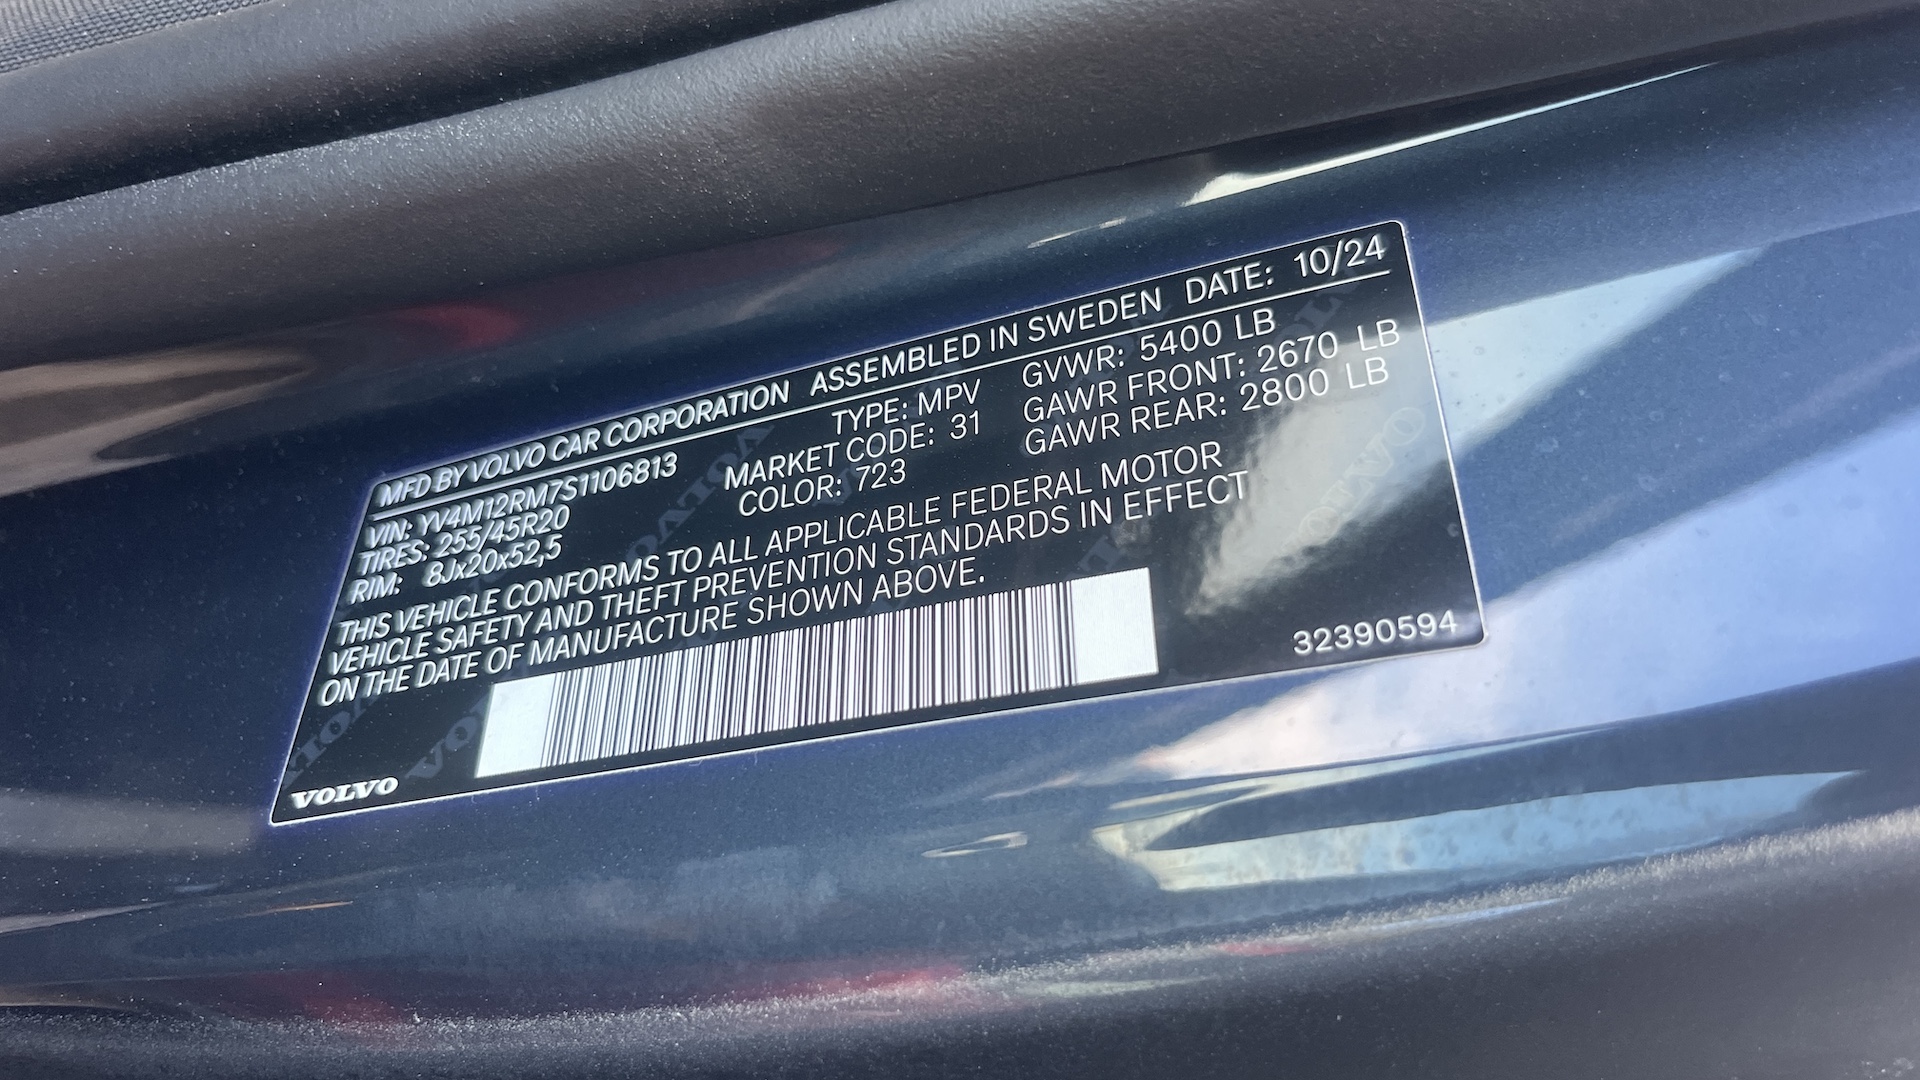 MFD BY VOLVO CAR CORPORATION ASSEMBLED IN SWEDEN DATE: 10/24
VIN: YV4M12RM7S1106813
TIRES: 255/45R20
RIM: 8Jx20x52,5
TYPE: MPV
MARKET CODE: 31
COLOR: 723
GVWR: 5400 LB
GAWR FRONT: 2670 LB
GAWR REAR: 2800 LB
THIS VEHICLE CONFORMS TO ALL APPLICABLE FEDERAL MOTOR
VEHICLE SAFETY AND THEFT PREVENTION STANDARDS IN EFFECT
ON THE DATE OF MANUFACTURE SHOWN ABOVE.
32390594
VOLVO